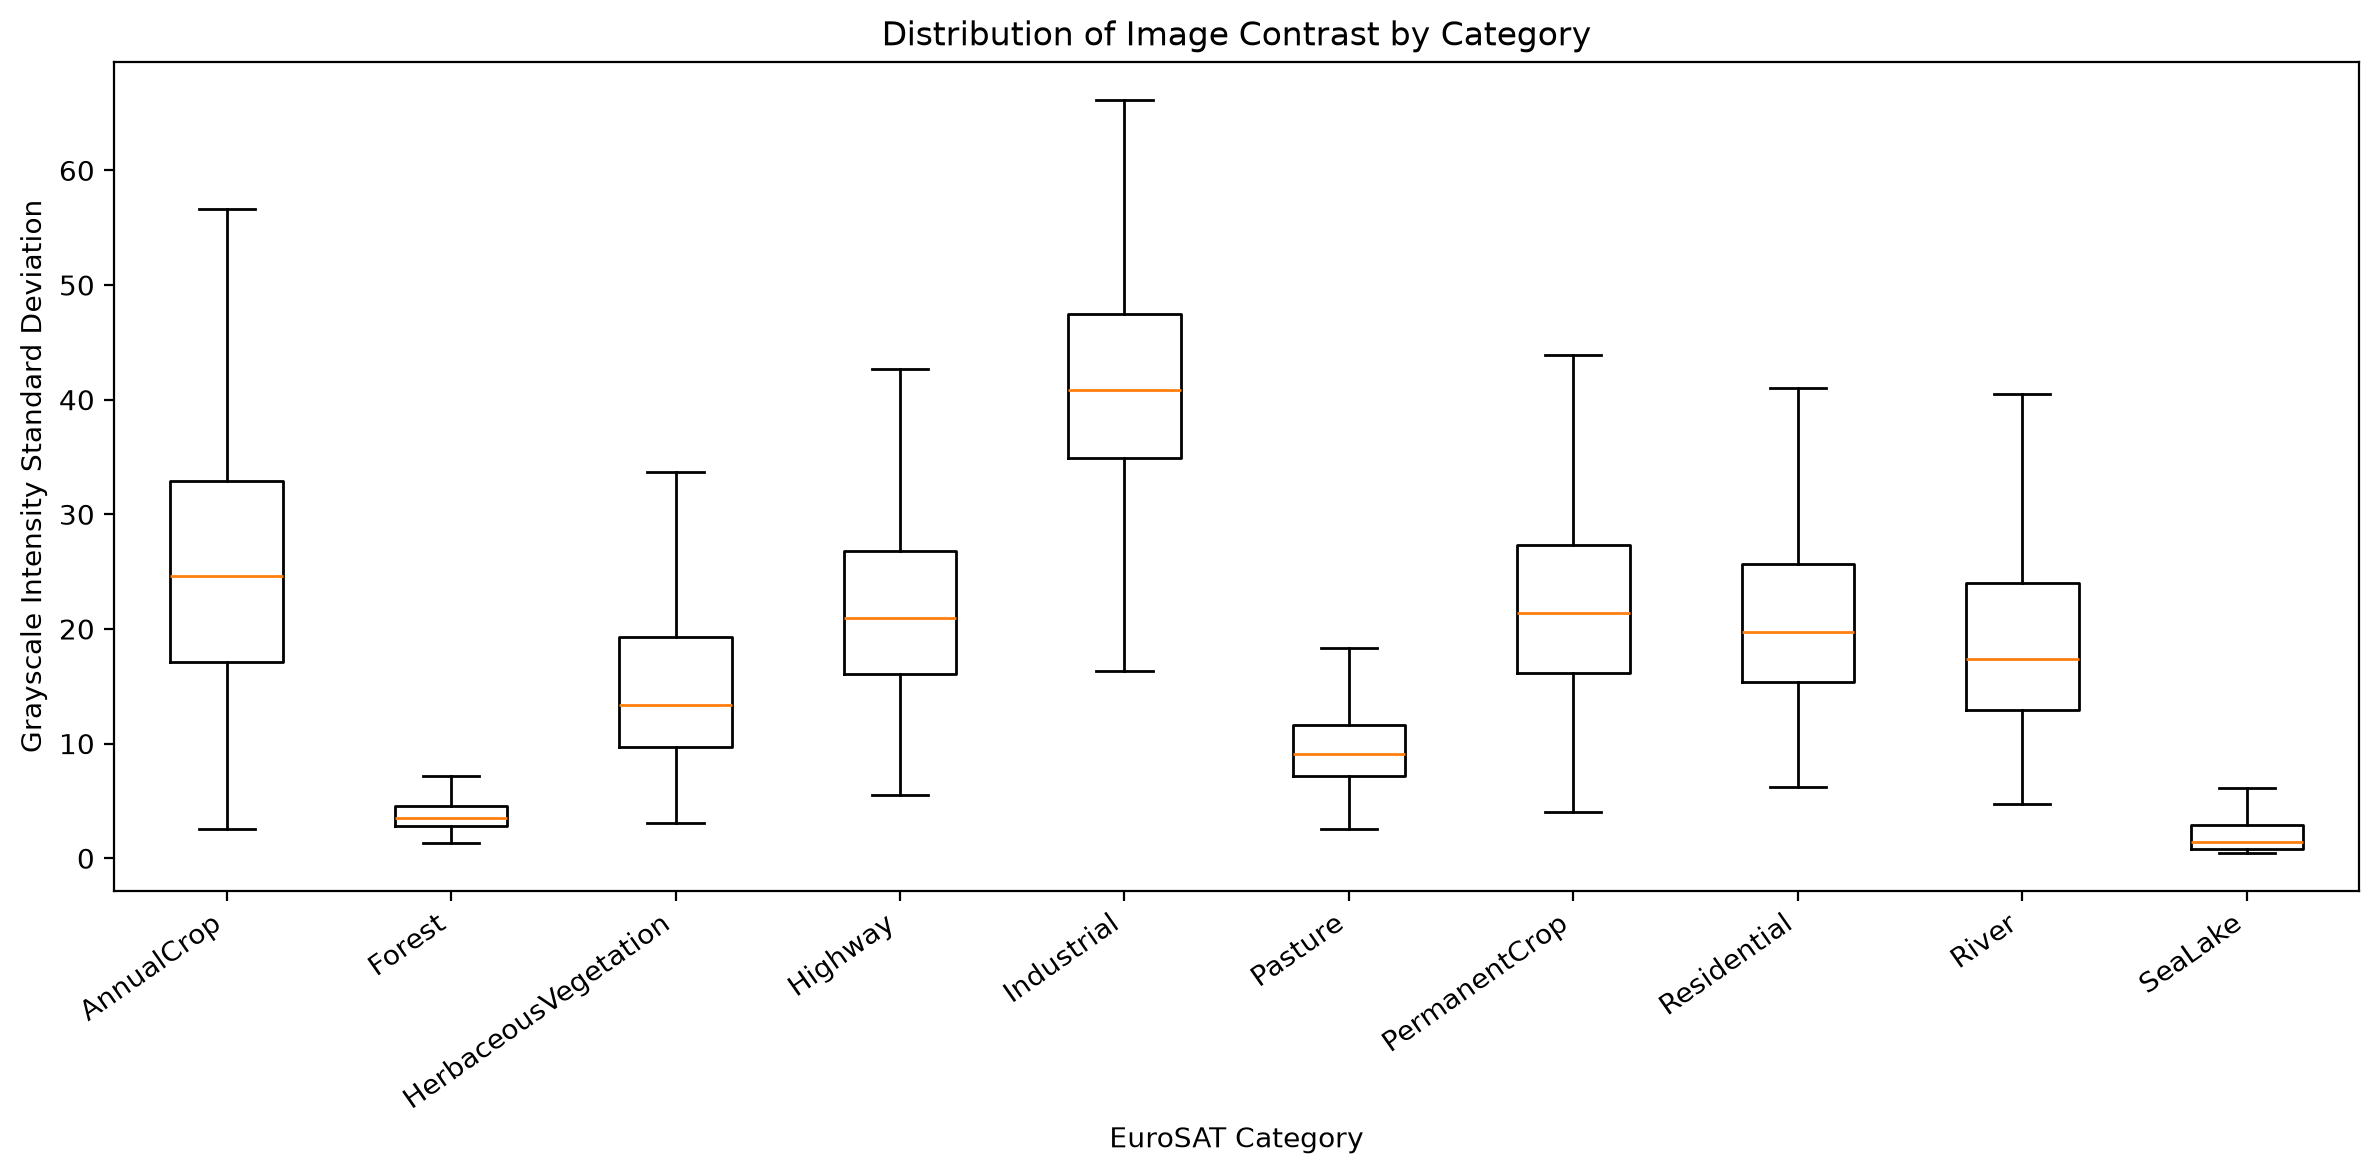 Distribution of Image Contrast by Category
Grayscale Intensity Standard Deviation
60
50
40
30
20
10
0
AnnualCrop
Forest
HerbaceousVegetation
Highway
Industrial
Pasture
PermanentCrop
Residential
River
SeaLake
EuroSAT Category